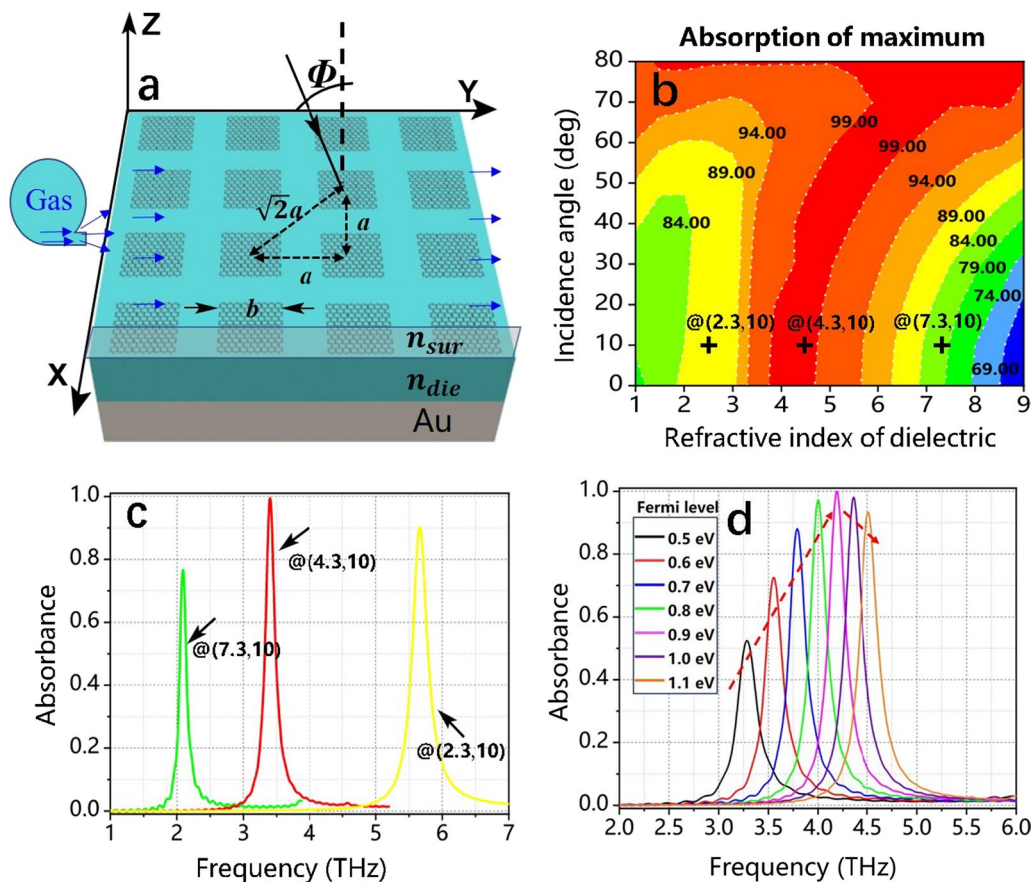 a
Z
Y
X
Φ
Gas
√2a
a
a
b
n_sur
n_die
Au
Absorption of maximum
b
Incidence angle (deg)
80
70
60
50
40
30
20
10
0
94.00
99.00
99.00
89.00
94.00
84.00
89.00
84.00
79.00
74.00
@(2.3,10)
@(4.3,10)
@(7.3,10)
69.00
1 2 3 4 5 6 7 8 9
Refractive index of dielectric
c
Absorbance
1.0
0.8
0.6
0.4
0.2
0.0
@(4.3,10)
@(7.3,10)
@(2.3,10)
1 2 3 4 5 6 7
Frequency (THz)
d
Absorbance
1.0
0.8
0.6
0.4
0.2
0.0
Fermi level
0.5 eV
0.6 eV
0.7 eV
0.8 eV
0.9 eV
1.0 eV
1.1 eV
2.0 2.5 3.0 3.5 4.0 4.5 5.0 5.5 6.0
Frequency (THz)